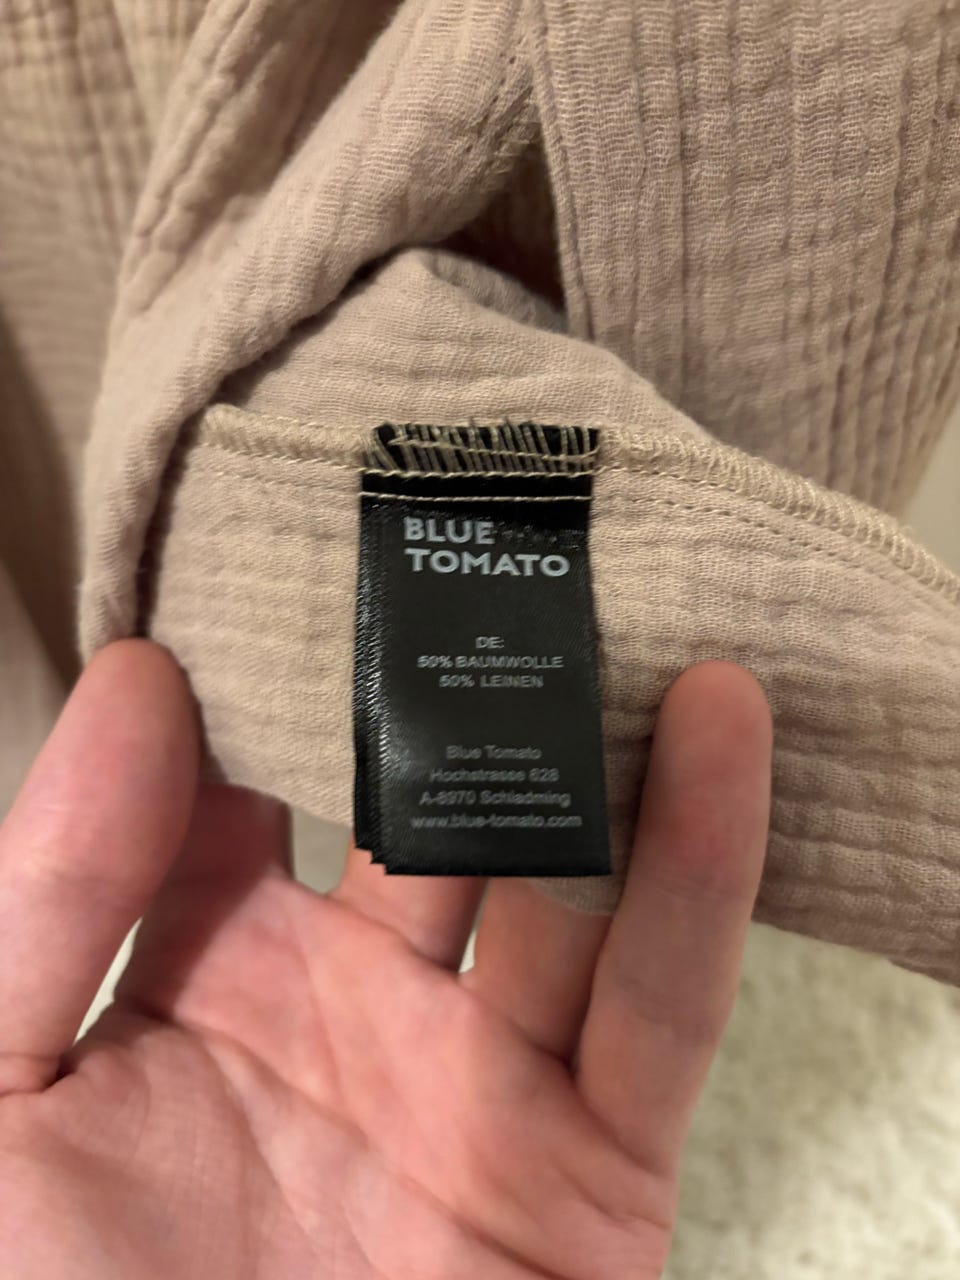 BLUE
TOMATO
DE:
50% BAUMWOLLE
50% LEINEN
Blue Tomato
Hochstrasse 628
A-8970 Schladming
www.blue-tomato.com